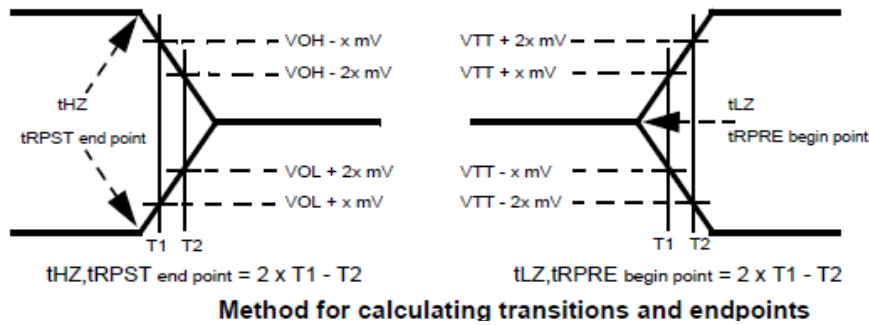 VOH - x mV
VTT + 2x mV
VOH - 2x mV
VTT + x mV
tHZ
tLZ
tRPST end point
tRPRE begin point
VOL + 2x mV
VTT - x mV
VOL + x mV
VTT - 2x mV
T1 T2
T1 T2
tHZ,tRPST end point = 2 x T1 - T2
tLZ,tRPRE begin point = 2 x T1 - T2
Method for calculating transitions and endpoints